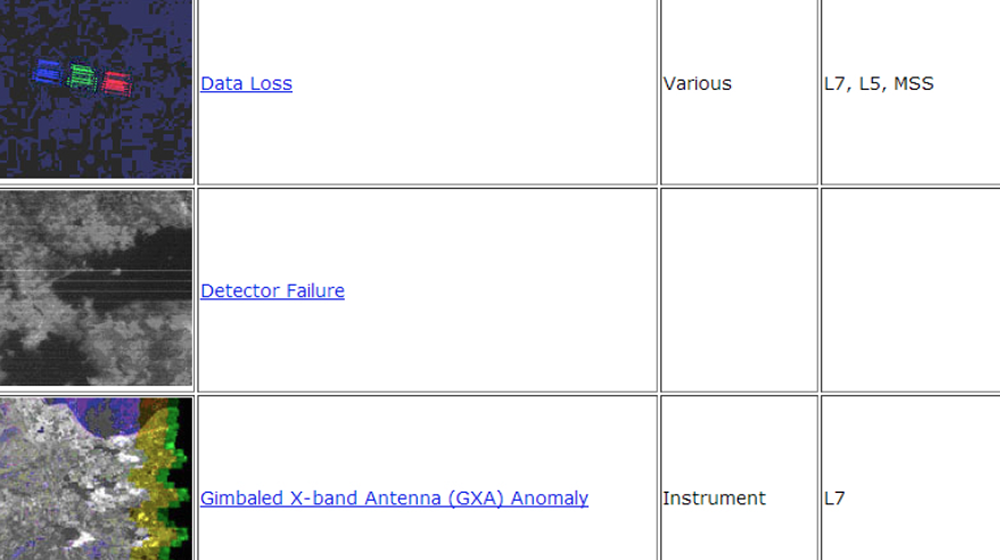 Data Loss
Various
L7, L5, MSS
Detector Failure
Gimbaled X-band Antenna (GXA) Anomaly
Instrument
L7